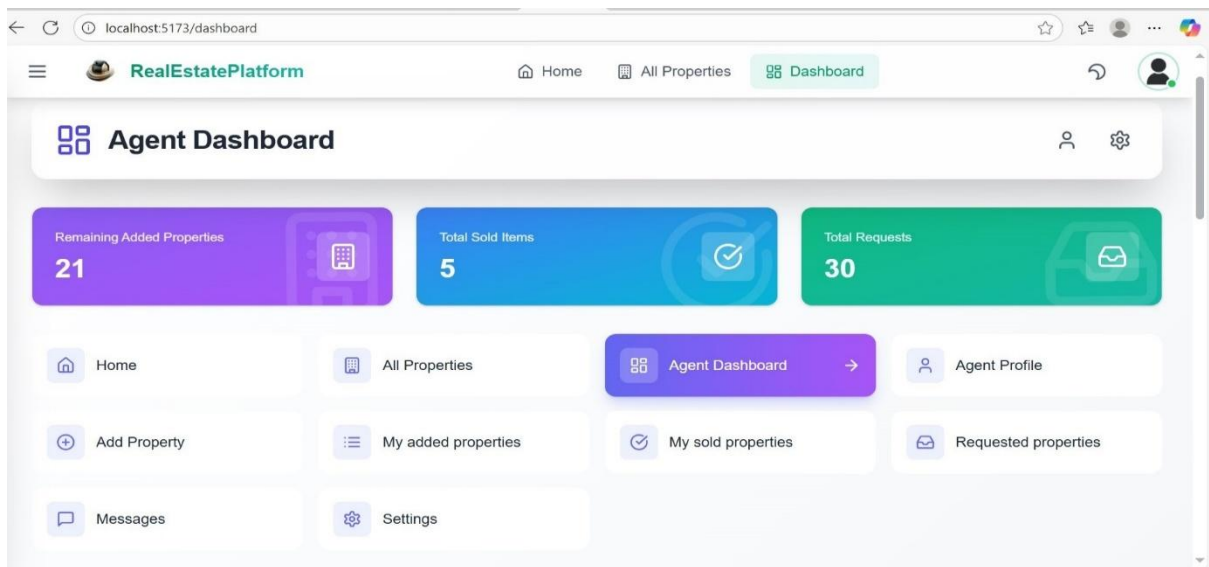 localhost:5173/dashboard
RealEstatePlatform
Home
All Properties
Dashboard
Agent Dashboard
Remaining Added Properties
21
Total Sold Items
5
Total Requests
30
Home
All Properties
Agent Dashboard
Agent Profile
Add Property
My added properties
My sold properties
Requested properties
Messages
Settings